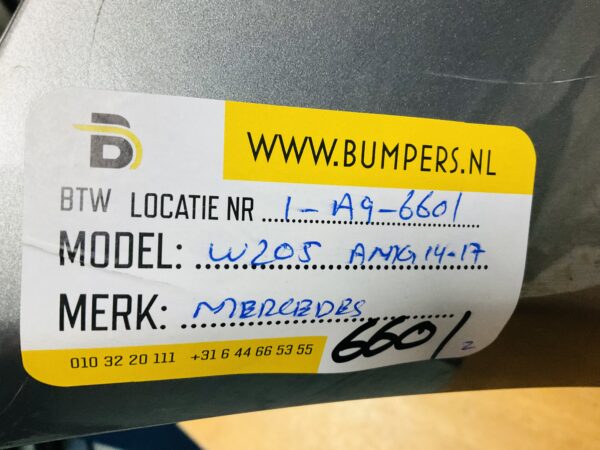 B
WWW.BUMPERS.NL
BTW LOCATIE NR 1-A9-6601
MODEL: W205 AMG 14-17
MERK: MERCEDES
010 32 20 111 +31 6 44 66 53 55
6601
2